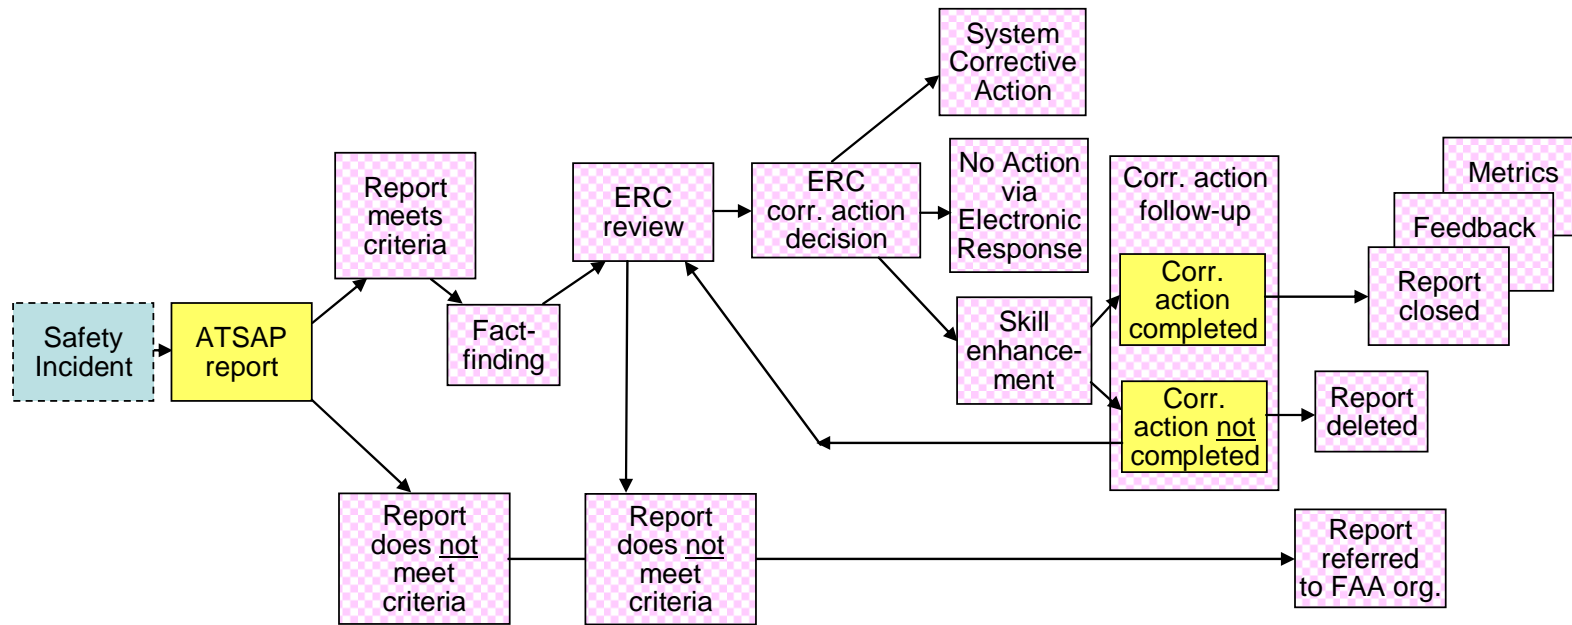 System
Corrective
Action
Report
meets
criteria
ERC
review
ERC
corr. action
decision
No Action
via
Electronic
Response
Corr. action
follow-up
Metrics
Feedback
Report
closed
Safety
Incident
ATSAP
report
Fact-
finding
Skill
enhance-
ment
Corr.
action
completed
Corr.
action not
completed
Report
deleted
Report
does not
meet
criteria
Report
does not
meet
criteria
Report
referred
to FAA org.